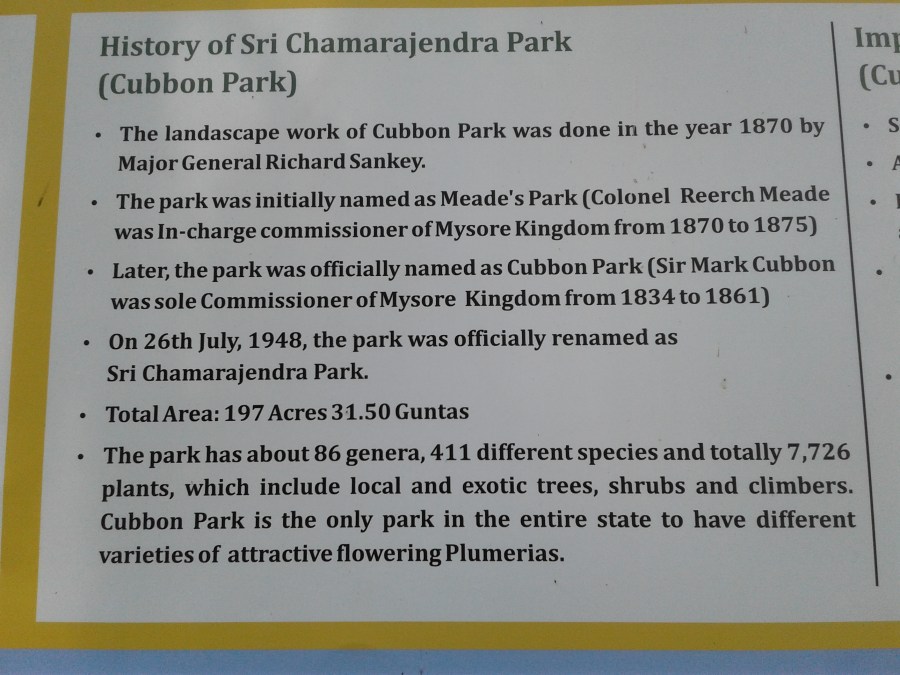 History of Sri Chamarajendra Park
(Cubbon Park)
• The landascape work of Cubbon Park was done in the year 1870 by
Major General Richard Sankey.
• The park was initially named as Meade's Park (Colonel Reerch Meade
was In-charge commissioner of Mysore Kingdom from 1870 to 1875)
• Later, the park was officially named as Cubbon Park (Sir Mark Cubbon
was sole Commissioner of Mysore Kingdom from 1834 to 1861)
• On 26th July, 1948, the park was officially renamed as
Sri Chamarajendra Park.
• Total Area: 197 Acres 31.50 Guntas
• The park has about 86 genera, 411 different species and totally 7,726
plants, which include local and exotic trees, shrubs and climbers.
Cubbon Park is the only park in the entire state to have different
varieties of attractive flowering Plumerias.